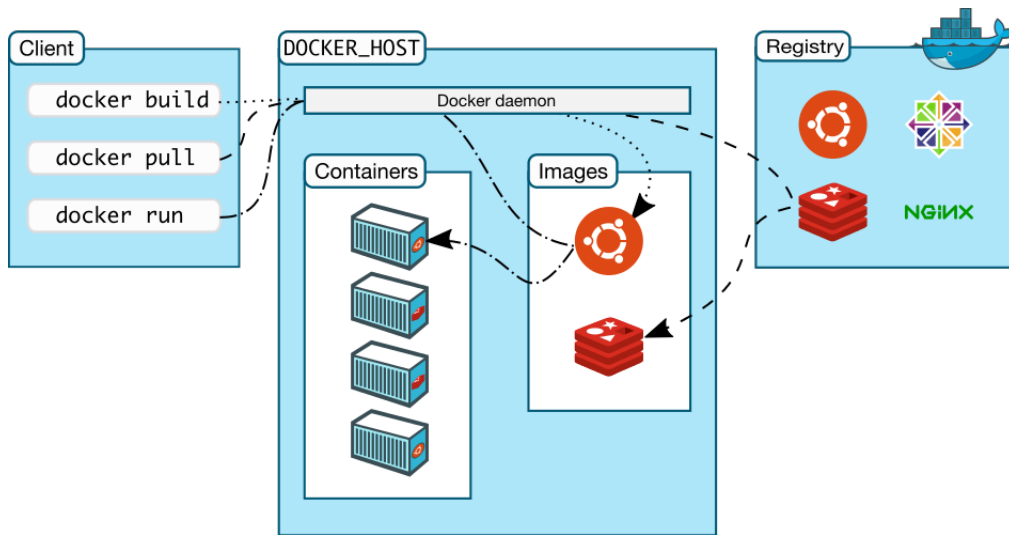 Client
docker build
docker pull
docker run
DOCKER_HOST
Docker daemon
Containers
Images
Registry
NGINX